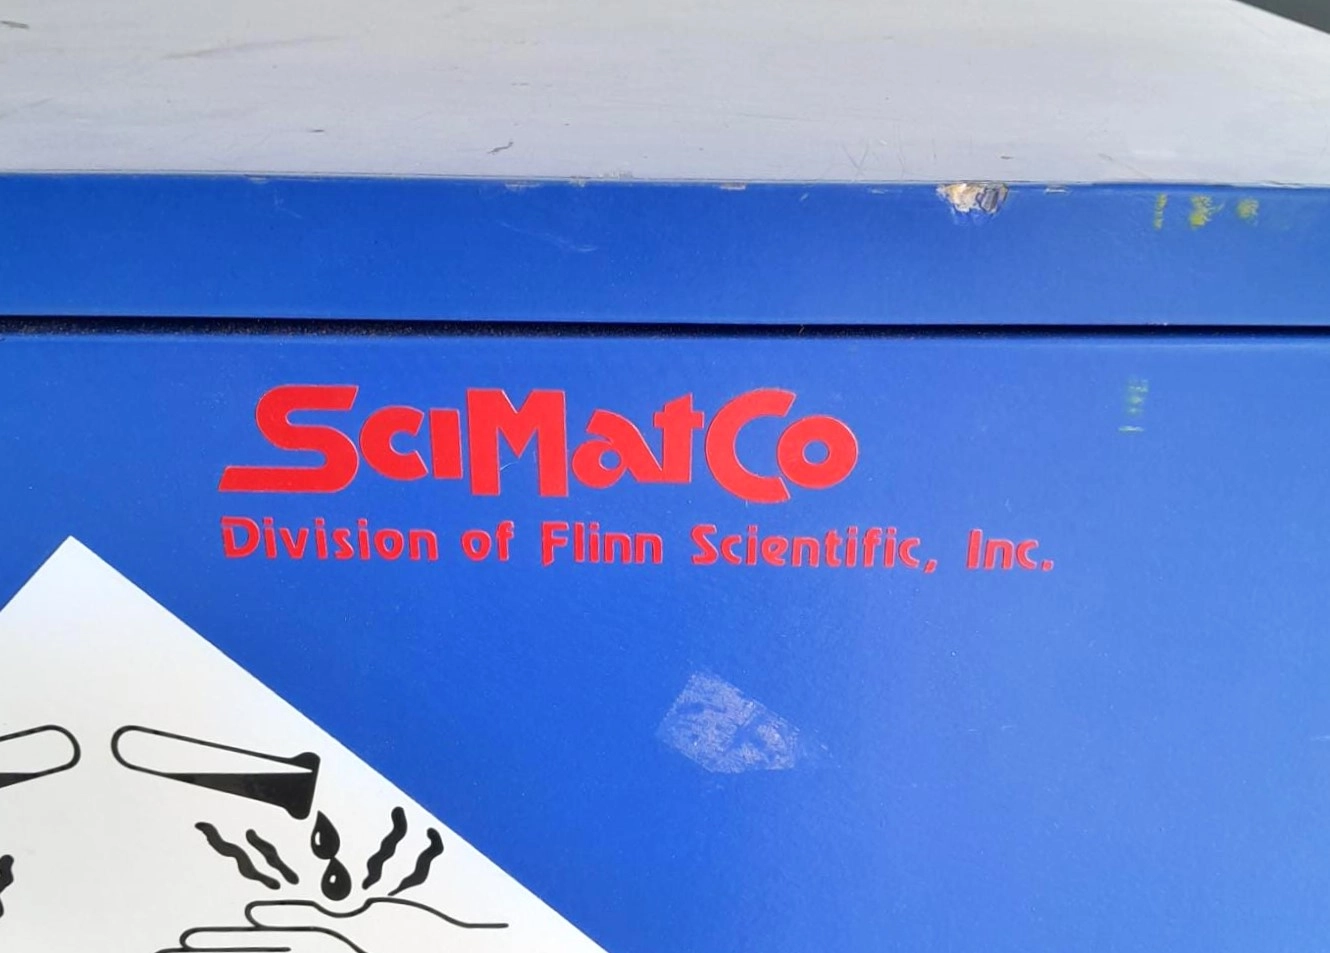 SciMatCo
Division of Flinn Scientific, Inc.